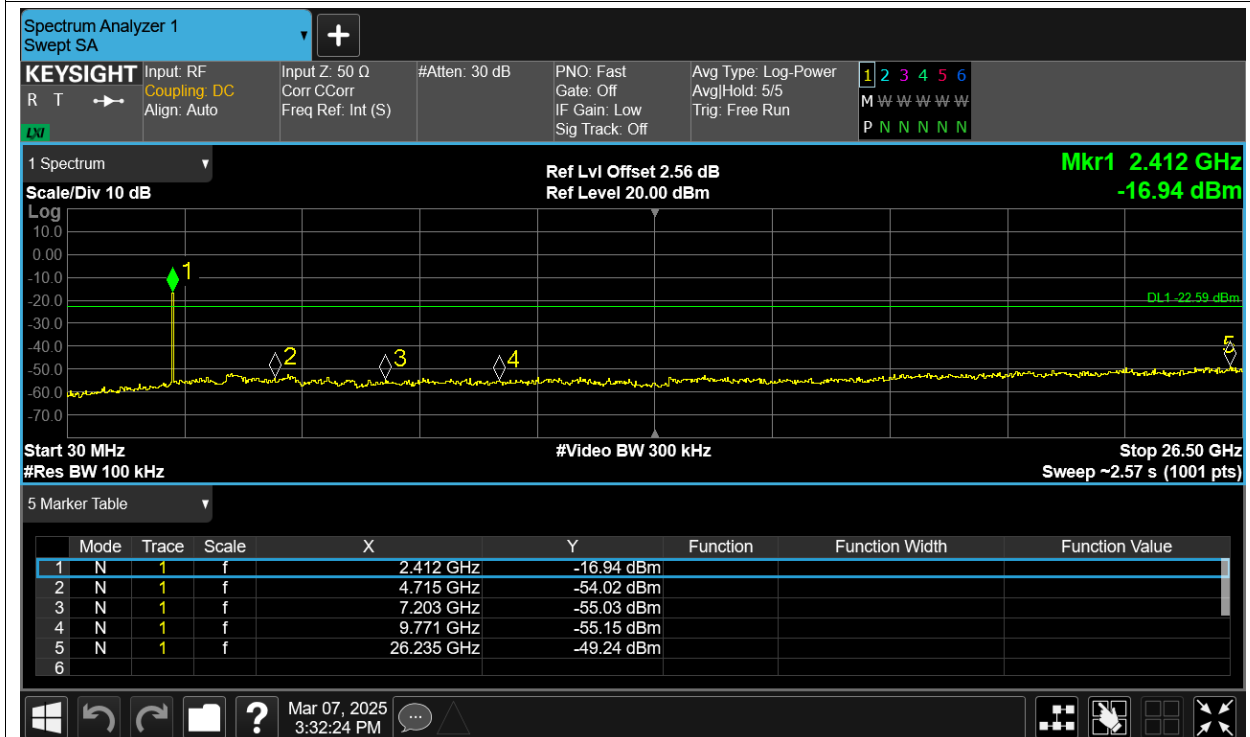 Spectrum Analyzer 1
Swept SA
+
KEYSIGHT Input: RF Input Z: 50 Ω #Atten: 30 dB PNO: Fast Avg Type: Log-Power 1 2 3 4 5 6
R T Coupling: DC Corr CCorr Gate: Off Avg|Hold: 5/5 M W W W W W W
Align: Auto Freq Ref: Int (S) IF Gain: Low Trig: Free Run
LXI Sig Track: Off P N N N N N N
1 Spectrum Ref Lvl Offset 2.56 dB Mkr1 2.412 GHz
Scale/Div 10 dB Ref Level 20.00 dBm -16.94 dBm
Log
10.0
0.00
-10.0 1
-20.0 DL1 -22.59 dBm
-30.0
-40.0 2 3 4 5
-50.0
-60.0
-70.0
Start 30 MHz #Video BW 300 kHz Stop 26.50 GHz
#Res BW 100 kHz Sweep ~2.57 s (1001 pts)
5 Marker Table
Mode Trace Scale X Y Function Function Width Function Value
1 N 1 f 2.412 GHz -16.94 dBm
2 N 1 f 4.715 GHz -54.02 dBm
3 N 1 f 7.203 GHz -55.03 dBm
4 N 1 f 9.771 GHz -55.15 dBm
5 N 1 f 26.235 GHz -49.24 dBm
6
? Mar 07, 2025
3:32:24 PM